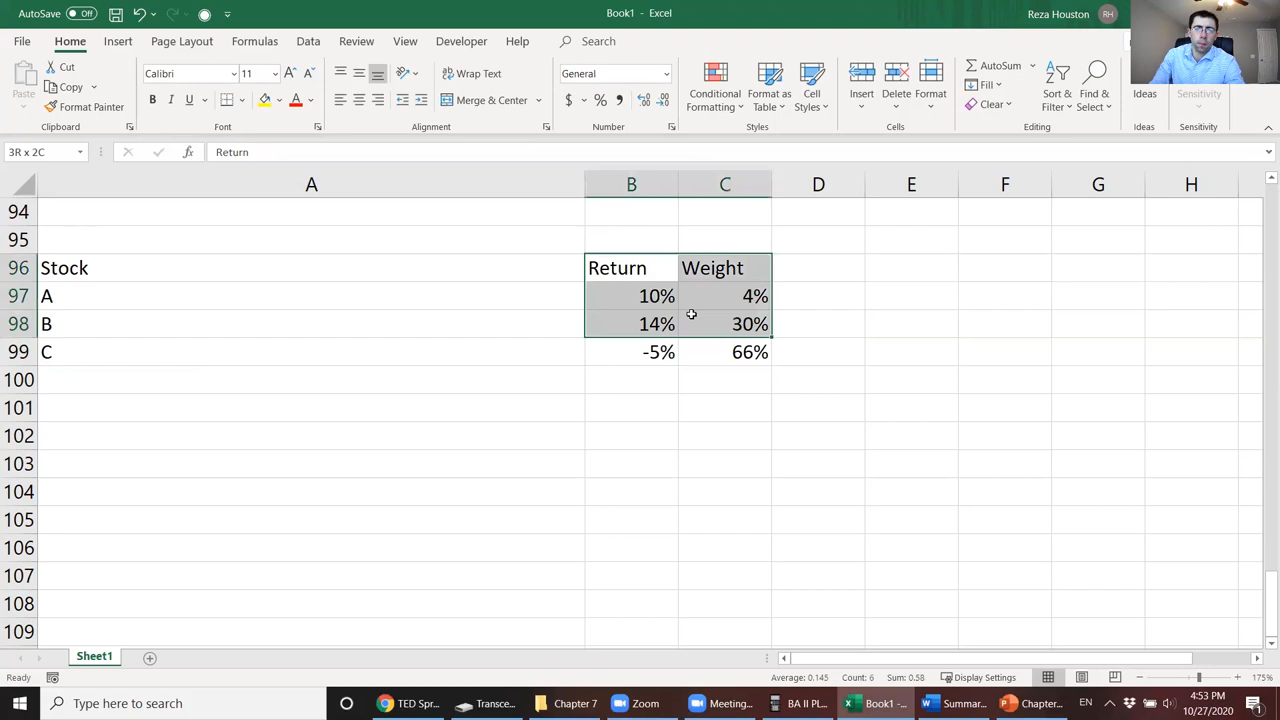 AutoSave Off Book1 - Excel Reza Houston RH
File Home Insert Page Layout Formulas Data Review View Developer Help Search
Paste Cut Copy Format Painter Clipboard
Calibri 11 B I U A Font
Wrap Text Merge & Center Alignment
General $ % , Number
Conditional Formatting Format as Table Cell Styles Styles
Insert Delete Format Cells
AutoSum Fill Clear Sort & Filter Find & Select Editing
Ideas Ideas
Sensitivity Sensitivity
3R x 2C fx Return
A B C D E F G H
94
95
96 Stock Return Weight
97 A 10% 4%
98 B 14% 30%
99 C -5% 66%
100
101
102
103
104
105
106
107
108
109
Sheet1
Ready Average: 0.145 Count: 6 Sum: 0.58 Display Settings 175%
Type here to search TED Spr... Transce... Chapter 7 Zoom Meeting... BA II PL... Book1 -... Summar... Chapter... EN 4:53 PM
10/27/2020